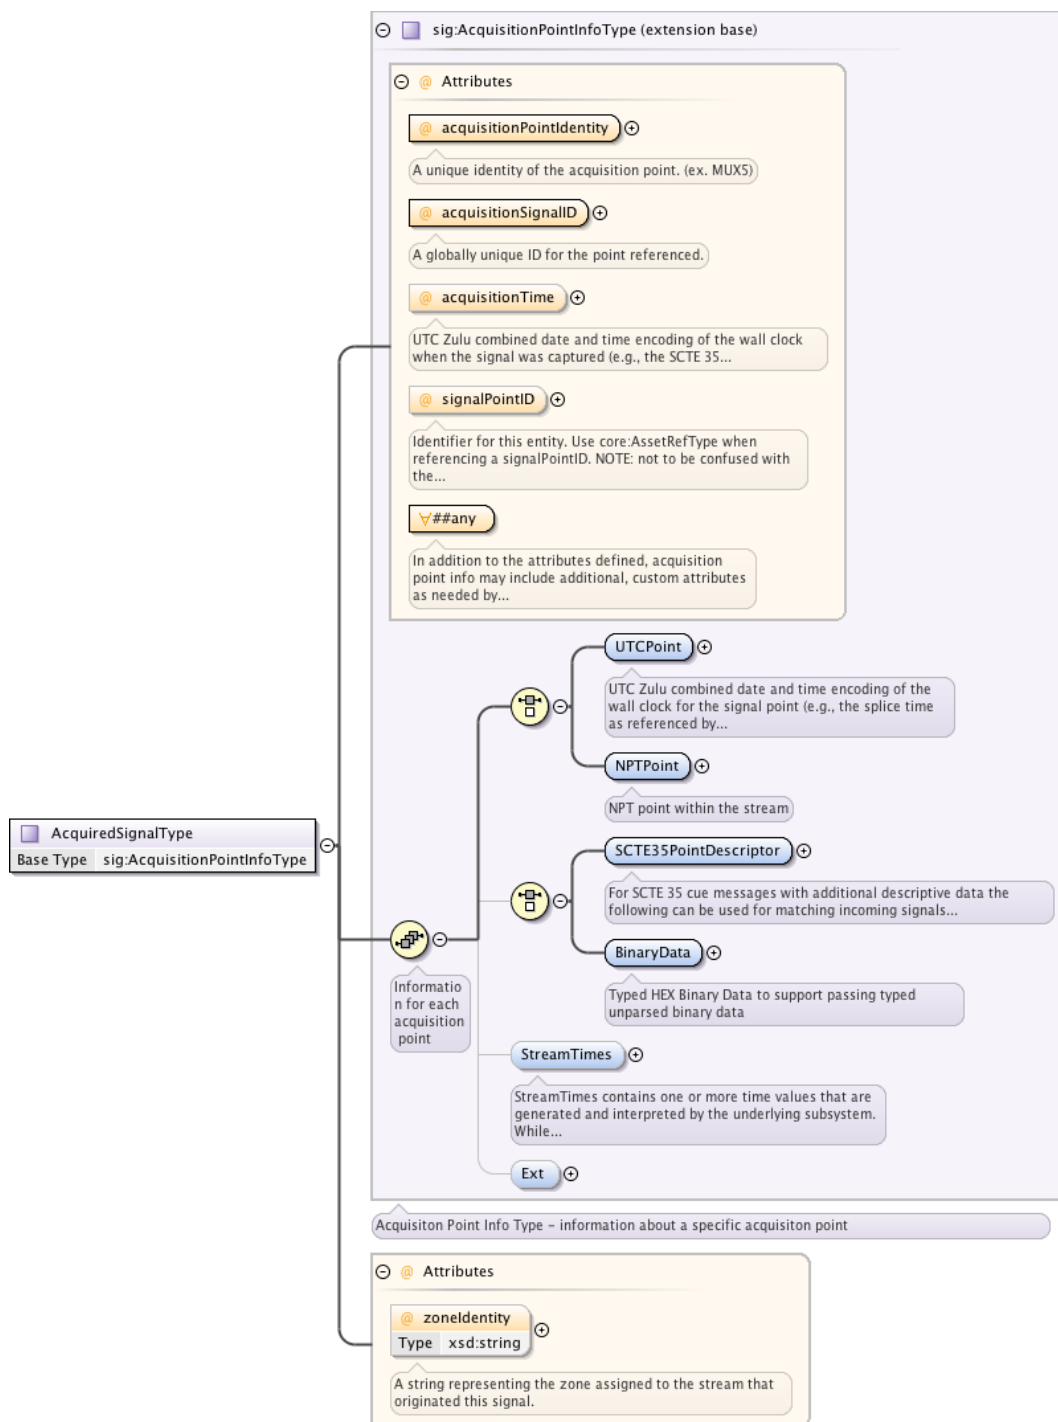 sig:AcquisitionPointInfoType (extension base)
@ Attributes
@ acquisitionPointIdentity
A unique identity of the acquisition point. (ex. MUX5)
@ acquisitionSignalID
A globally unique ID for the point referenced.
@ acquisitionTime
UTC Zulu combined date and time encoding of the wall clock
when the signal was captured (e.g., the SCTE 35...
@ signalPointID
Identifier for this entity. Use core:AssetRefType when
referencing a signalPointID. NOTE: not to be confused with
the...
∀##any
In addition to the attributes defined, acquisition
point info may include additional, custom attributes
as needed by...
UTCPoint
UTC Zulu combined date and time encoding of the
wall clock for the signal point (e.g., the splice time
as referenced by...
NPTPoint
NPT point within the stream
AcquiredSignalType
Base Type sig:AcquisitionPointInfoType
SCTE35PointDescriptor
For SCTE 35 cue messages with additional descriptive data the
following can be used for matching incoming signals...
BinaryData
Typed HEX Binary Data to support passing typed
unparsed binary data
Informatio
n for each
acquisition
point
StreamTimes
StreamTimes contains one or more time values that are
generated and interpreted by the underlying subsystem.
While...
Ext
Acquisiton Point Info Type – information about a specific acquisiton point
@ Attributes
@ zoneIdentity
Type xsd:string
A string representing the zone assigned to the stream that
originated this signal.